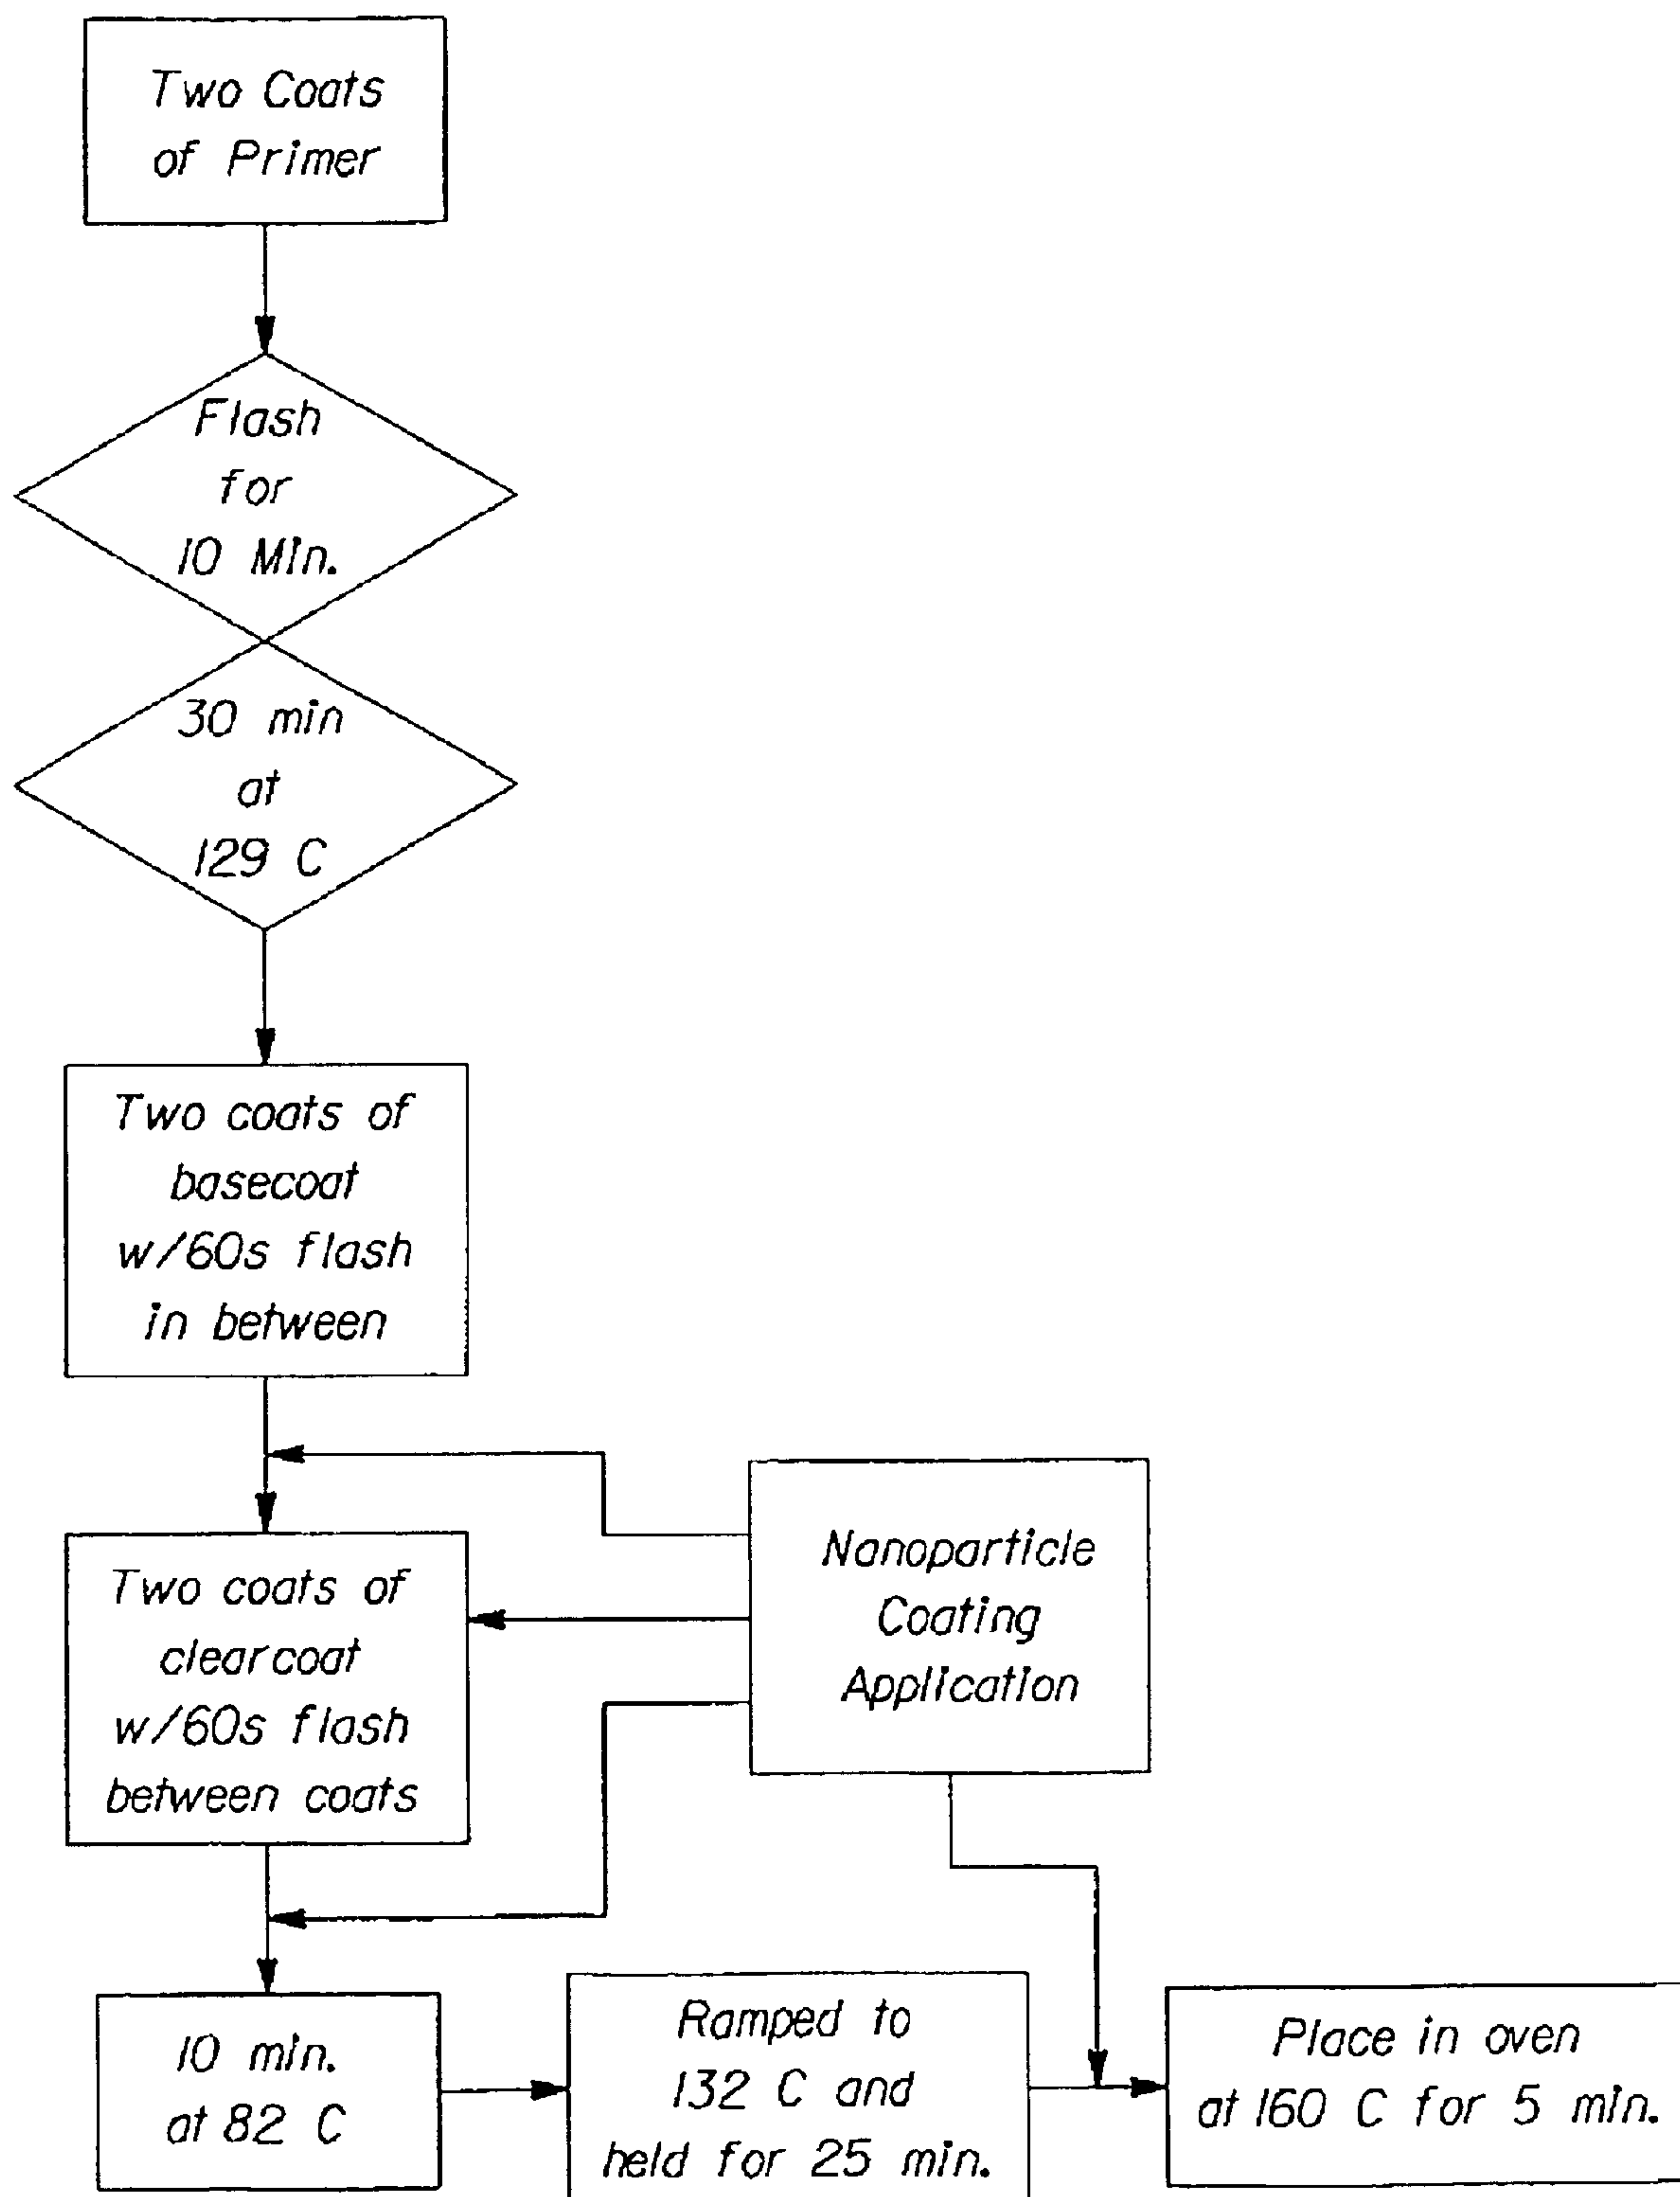 Two Coats
of Primer
Flash
for
10 Min.
30 min
at
129 C
Two coats of
basecoat
w/60s flash
in between
Nanoparticle
Coating
Application
Two coats of
clearcoat
w/60s flash
between coats
10 min.
at 82 C
Ramped to
132 C and
held for 25 min.
Place in oven
at 160 C for 5 min.